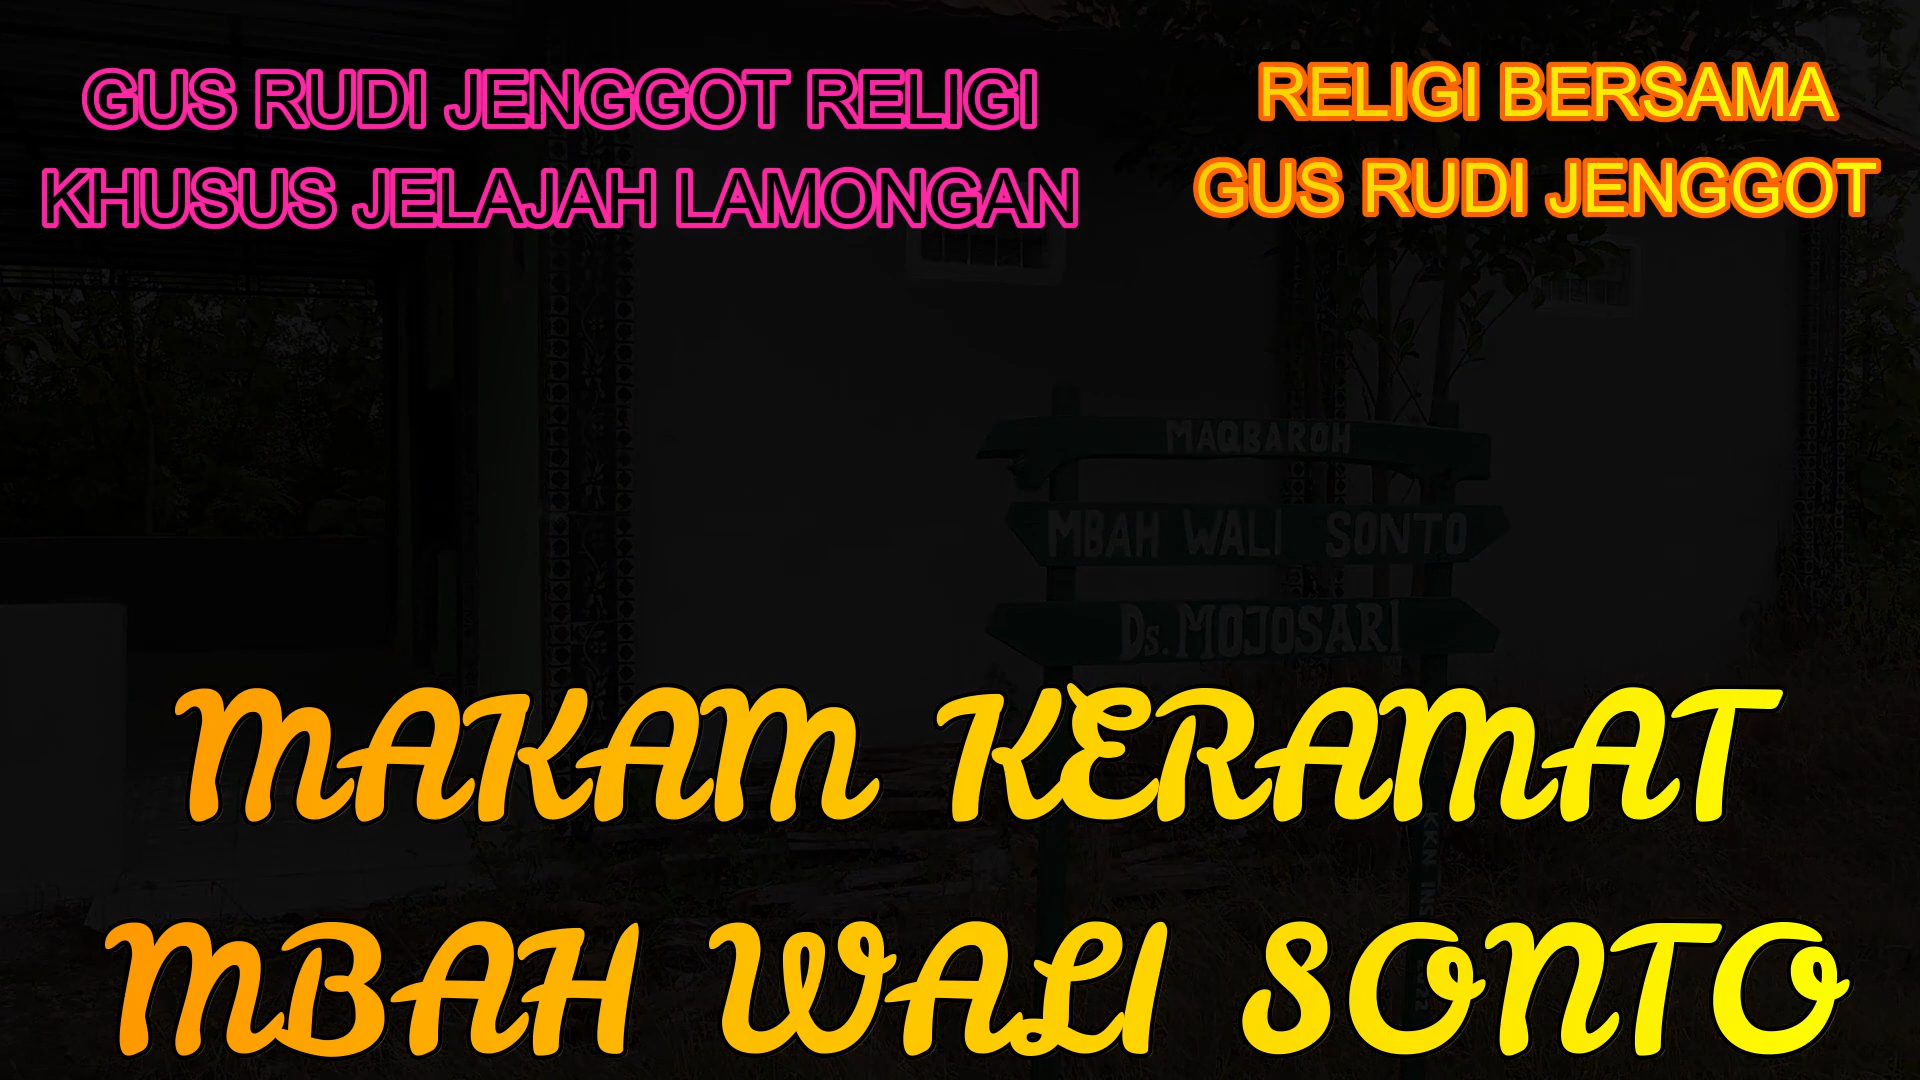 GUS RUDI JENGGOT RELIGI
KHUSUS JELAJAH LAMONGAN
RELIGI BERSAMA
GUS RUDI JENGGOT
MAQBAROH
MBAH WALI SONTO
Ds. MOJOSARI
MAKAM KERAMAT
MBAH WALI SONTO
KKN